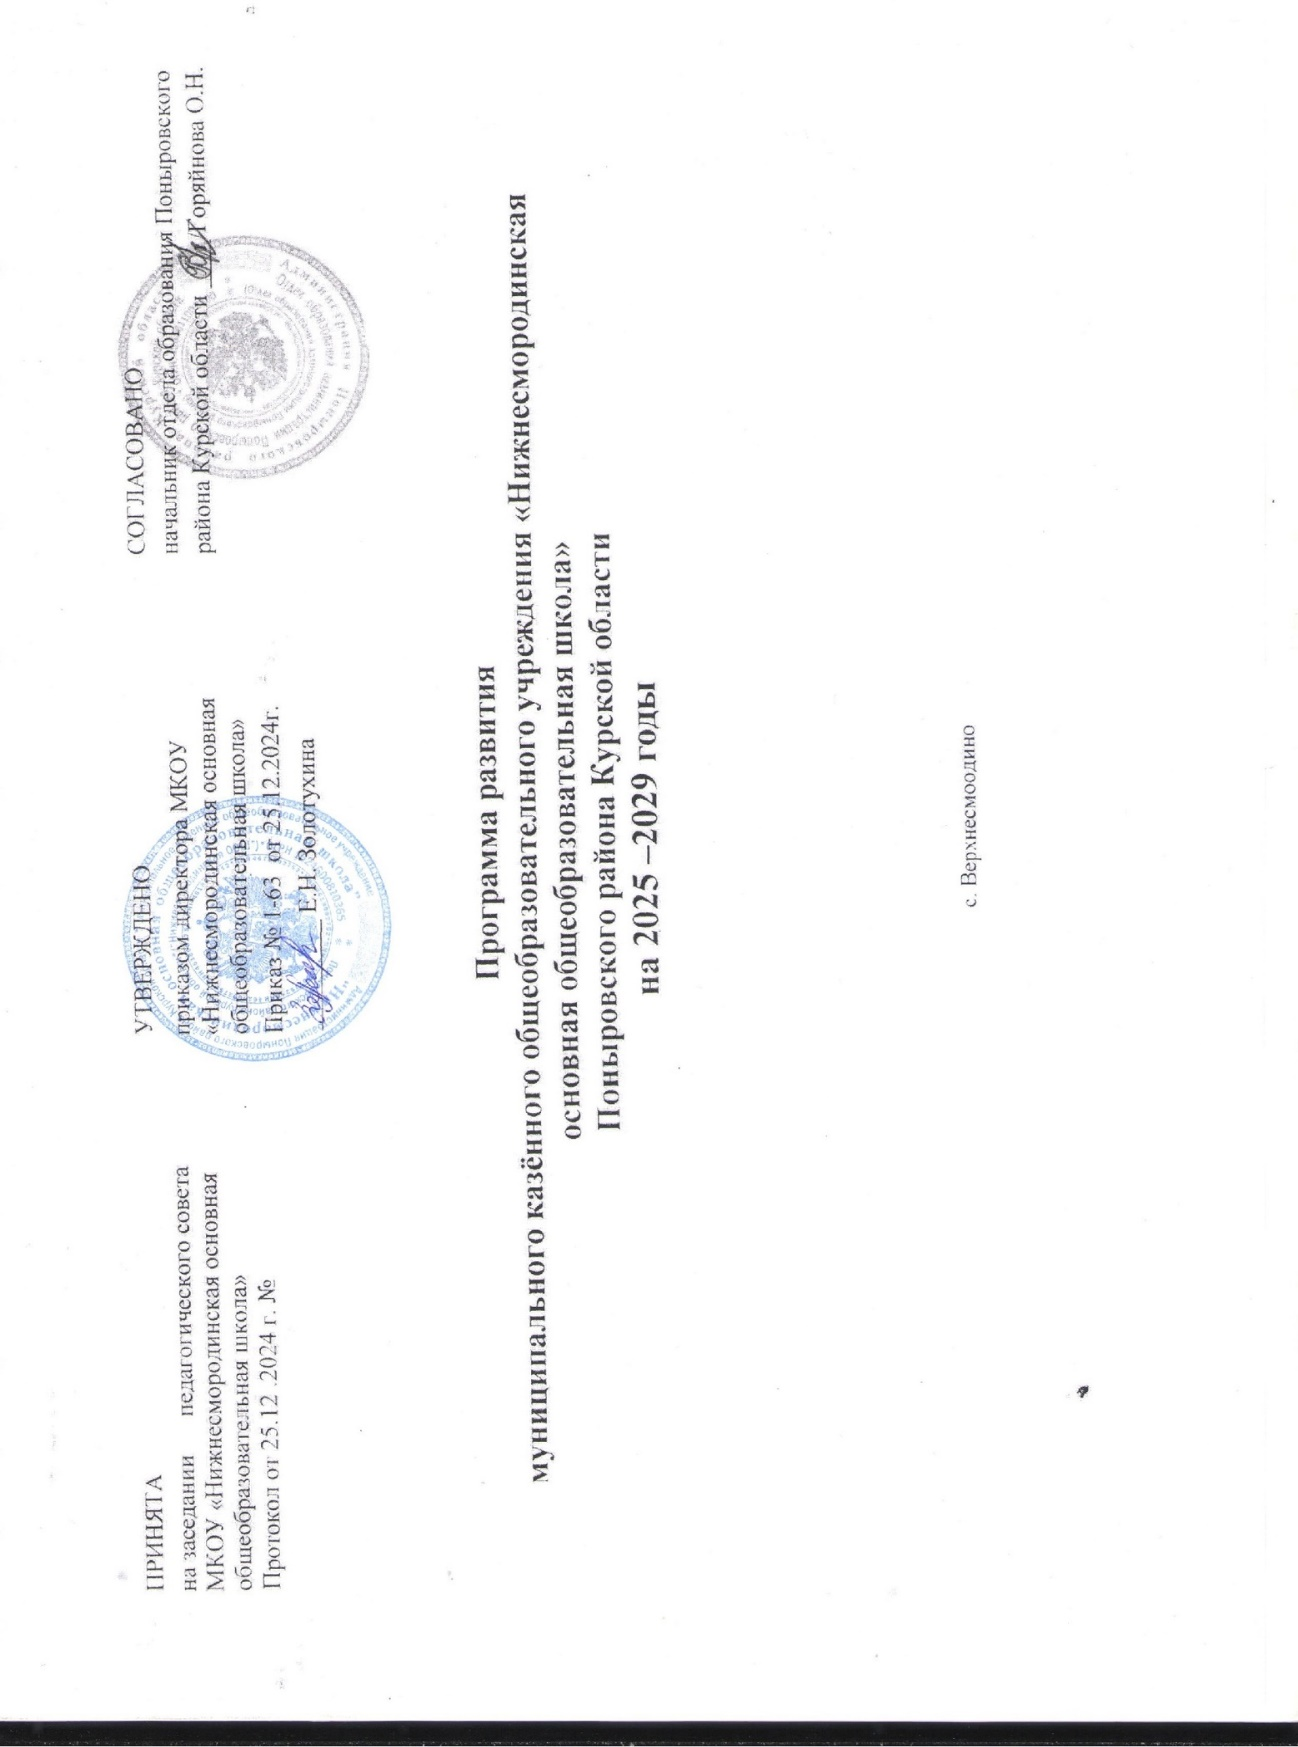 ПРИНЯТА
на заседании педагогического совета
МКОУ «Нижнесмородинская основная
общеобразовательная школа»
Протокол от 25.12 .2024 г. №
УТВЕРЖДЕНО
приказом директора МКОУ
«Нижнесмородинская основная
общеобразовательная школа»
Приказ № 1-63 от 25.12.2024г.
Е.Н. Золотухина
СОГЛАСОВАНО
начальник отдела образования Поныровского
района Курской области Горяйнова О.Н.
Программа развития
муниципального казённого общеобразовательного учреждения «Нижнесмородинская
основная общеобразовательная школа»
Поныровского района Курской области
на 2025 –2029 годы
с. Верхнесмоодино